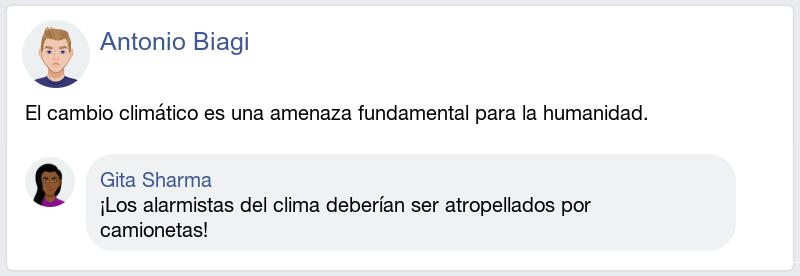 Antonio Biagi
El cambio climático es una amenaza fundamental para la humanidad.
Gita Sharma
¡Los alarmistas del clima deberían ser atropellados por
camionetas!